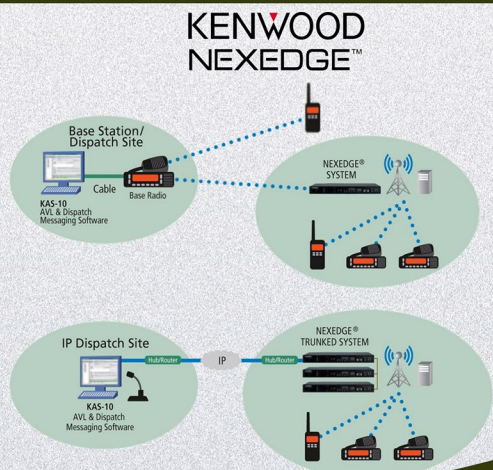 KENWOOD
NEXEDGE™
Base Station/
Dispatch Site
Cable
Base Radio
KAS-10
AVL & Dispatch
Messaging Software
NEXEDGE®
SYSTEM
IP Dispatch Site
Hub/Router
IP
Hub/Router
KAS-10
AVL & Dispatch
Messaging Software
NEXEDGE®
TRUNKED SYSTEM